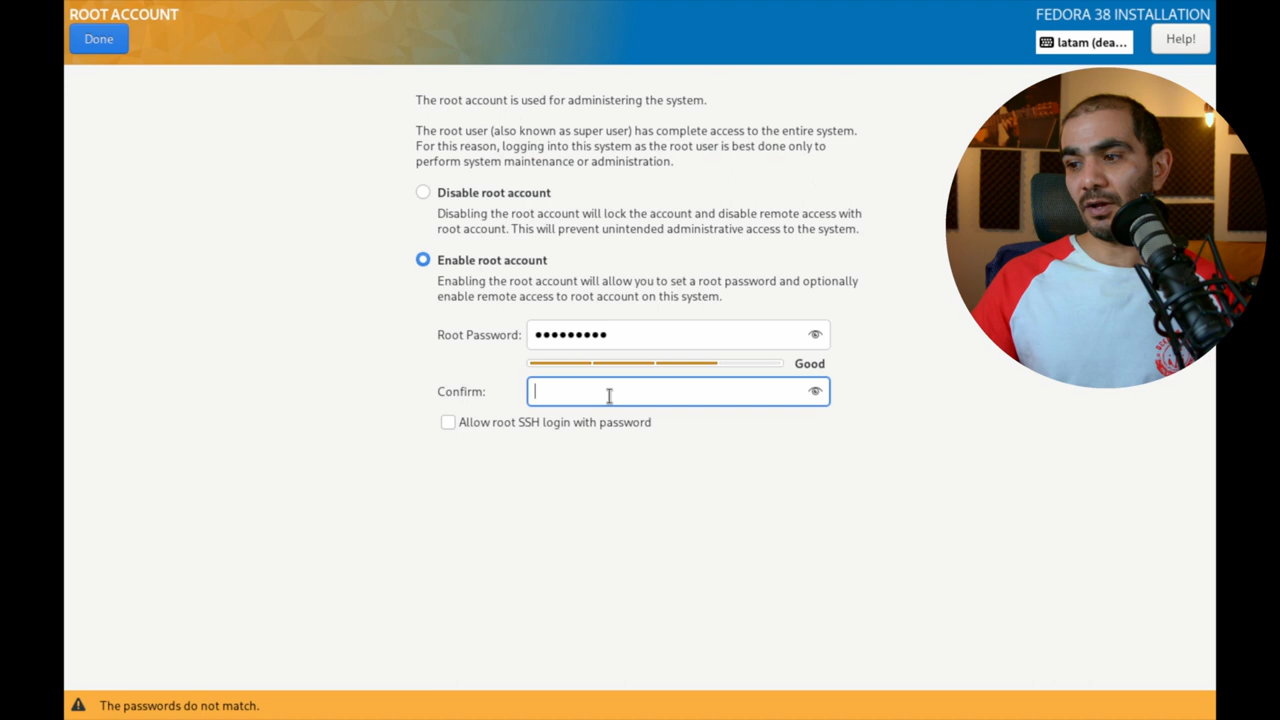 ROOT ACCOUNT
FEDORA 38 INSTALLATION
Done
latam (dea...
Help!
The root account is used for administering the system.
The root user (also known as super user) has complete access to the entire system.
For this reason, logging into this system as the root user is best done only to
perform system maintenance or administration.
Disable root account
Disabling the root account will lock the account and disable remote access with
root account. This will prevent unintended administrative access to the system.
Enable root account
Enabling the root account will allow you to set a root password and optionally
enable remote access to root account on this system.
Root Password: •••••••••
Good
Confirm:
Allow root SSH login with password
The passwords do not match.